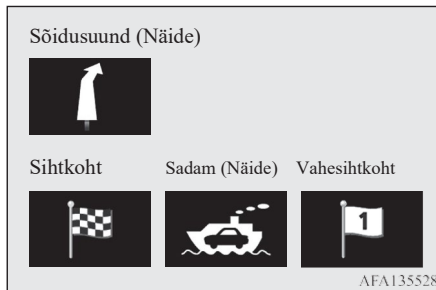 Sõidusuund (Näide)
Sihtkoht Sadam (Näide) Vahesihtkoht
1
AFA135528